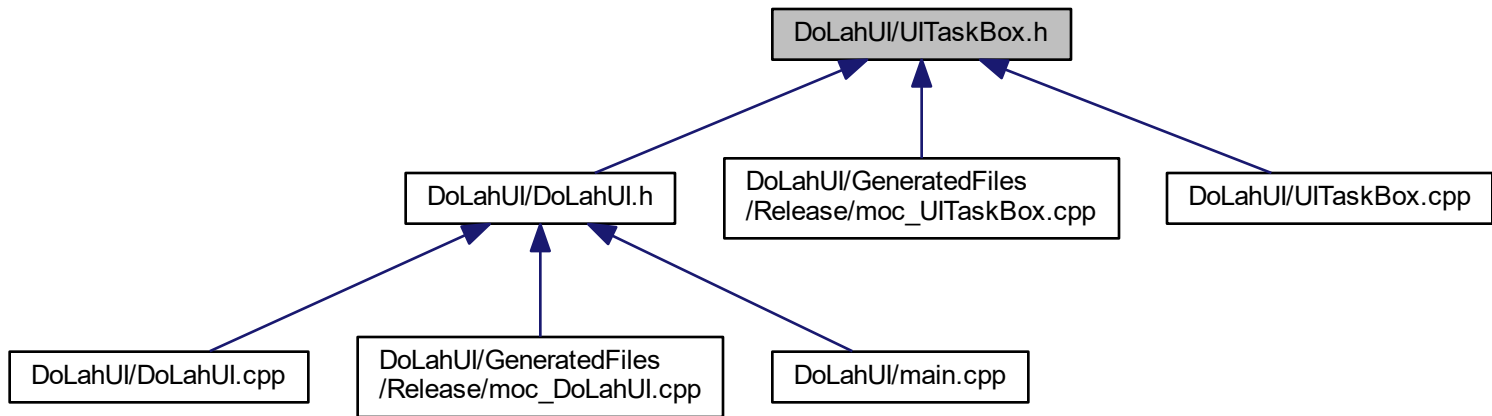 DoLahUI/UITaskBox.h
DoLahUI/DoLahUI.h
DoLahUI/GeneratedFiles
/Release/moc_UITaskBox.cpp
DoLahUI/UITaskBox.cpp
DoLahUI/DoLahUI.cpp
DoLahUI/GeneratedFiles
/Release/moc_DoLahUI.cpp
DoLahUI/main.cpp